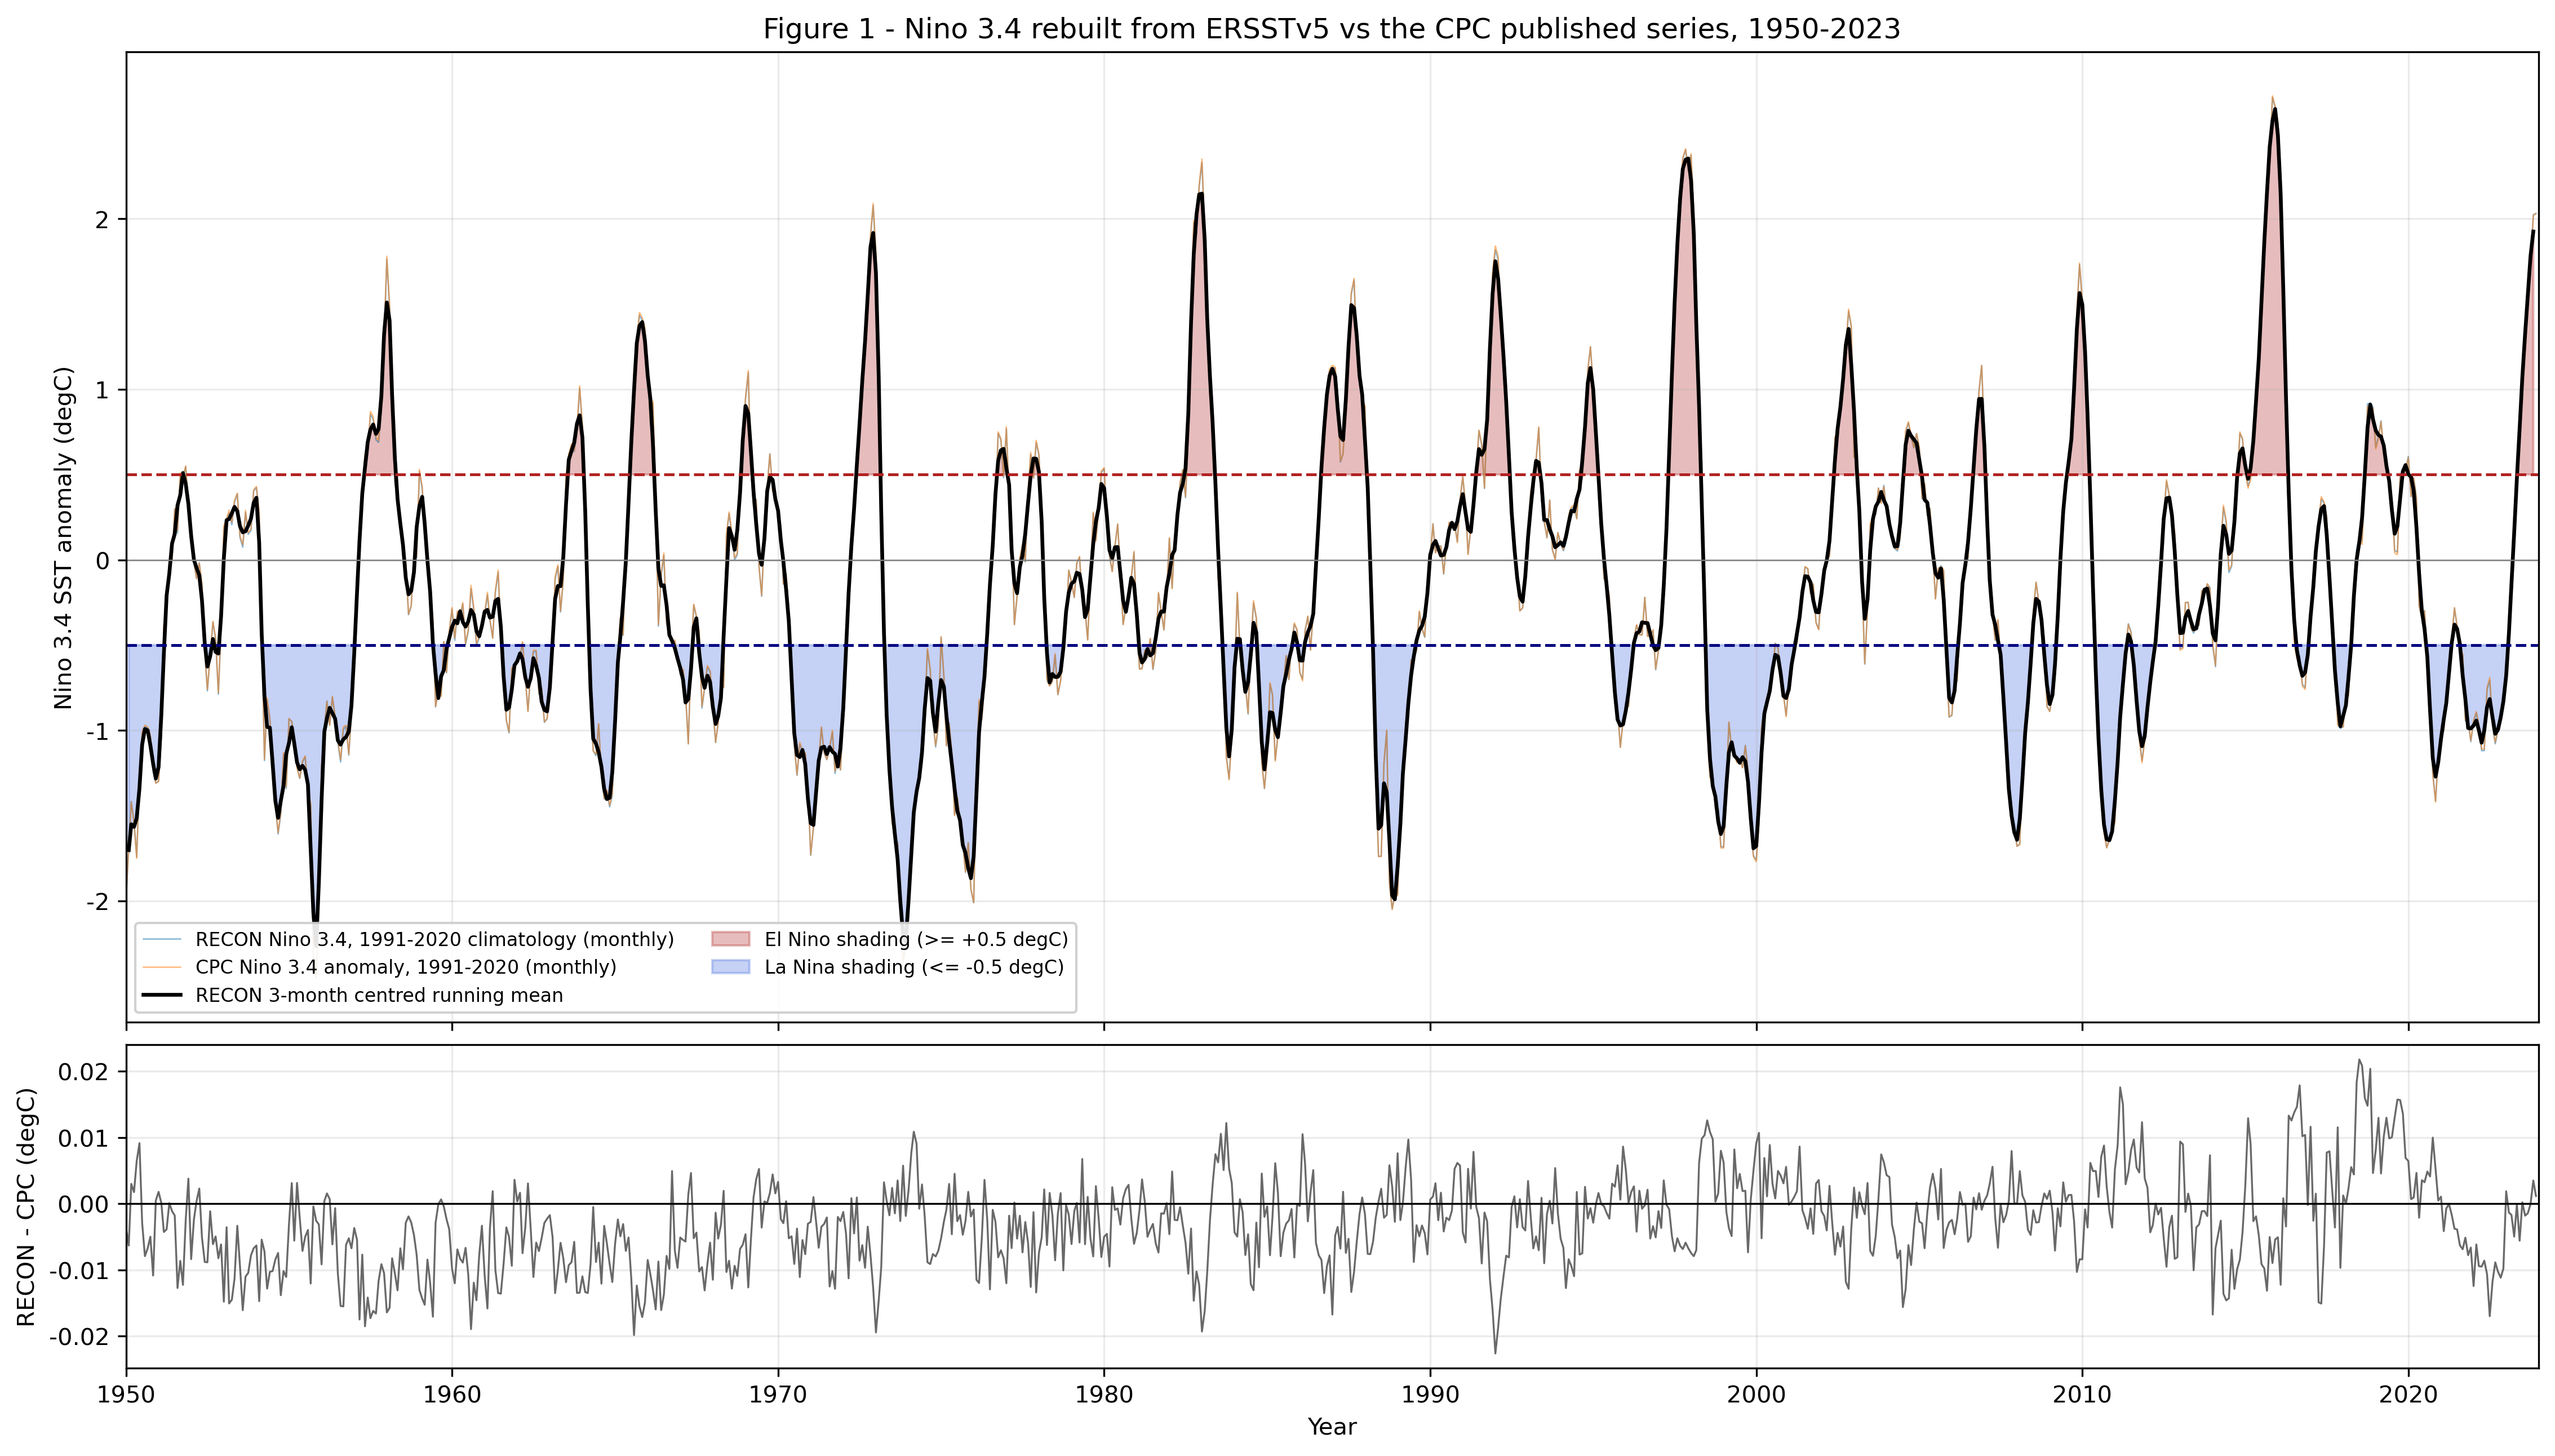 Figure 1 - Nino 3.4 rebuilt from ERSSTv5 vs the CPC published series, 1950-2023
Nino 3.4 SST anomaly (degC)
2
1
0
-1
-2
RECON Nino 3.4, 1991-2020 climatology (monthly)
CPC Nino 3.4 anomaly, 1991-2020 (monthly)
RECON 3-month centred running mean
El Nino shading (>= +0.5 degC)
La Nina shading (<= -0.5 degC)
RECON - CPC (degC)
0.02
0.01
0.00
-0.01
-0.02
1950 1960 1970 1980 1990 2000 2010 2020
Year